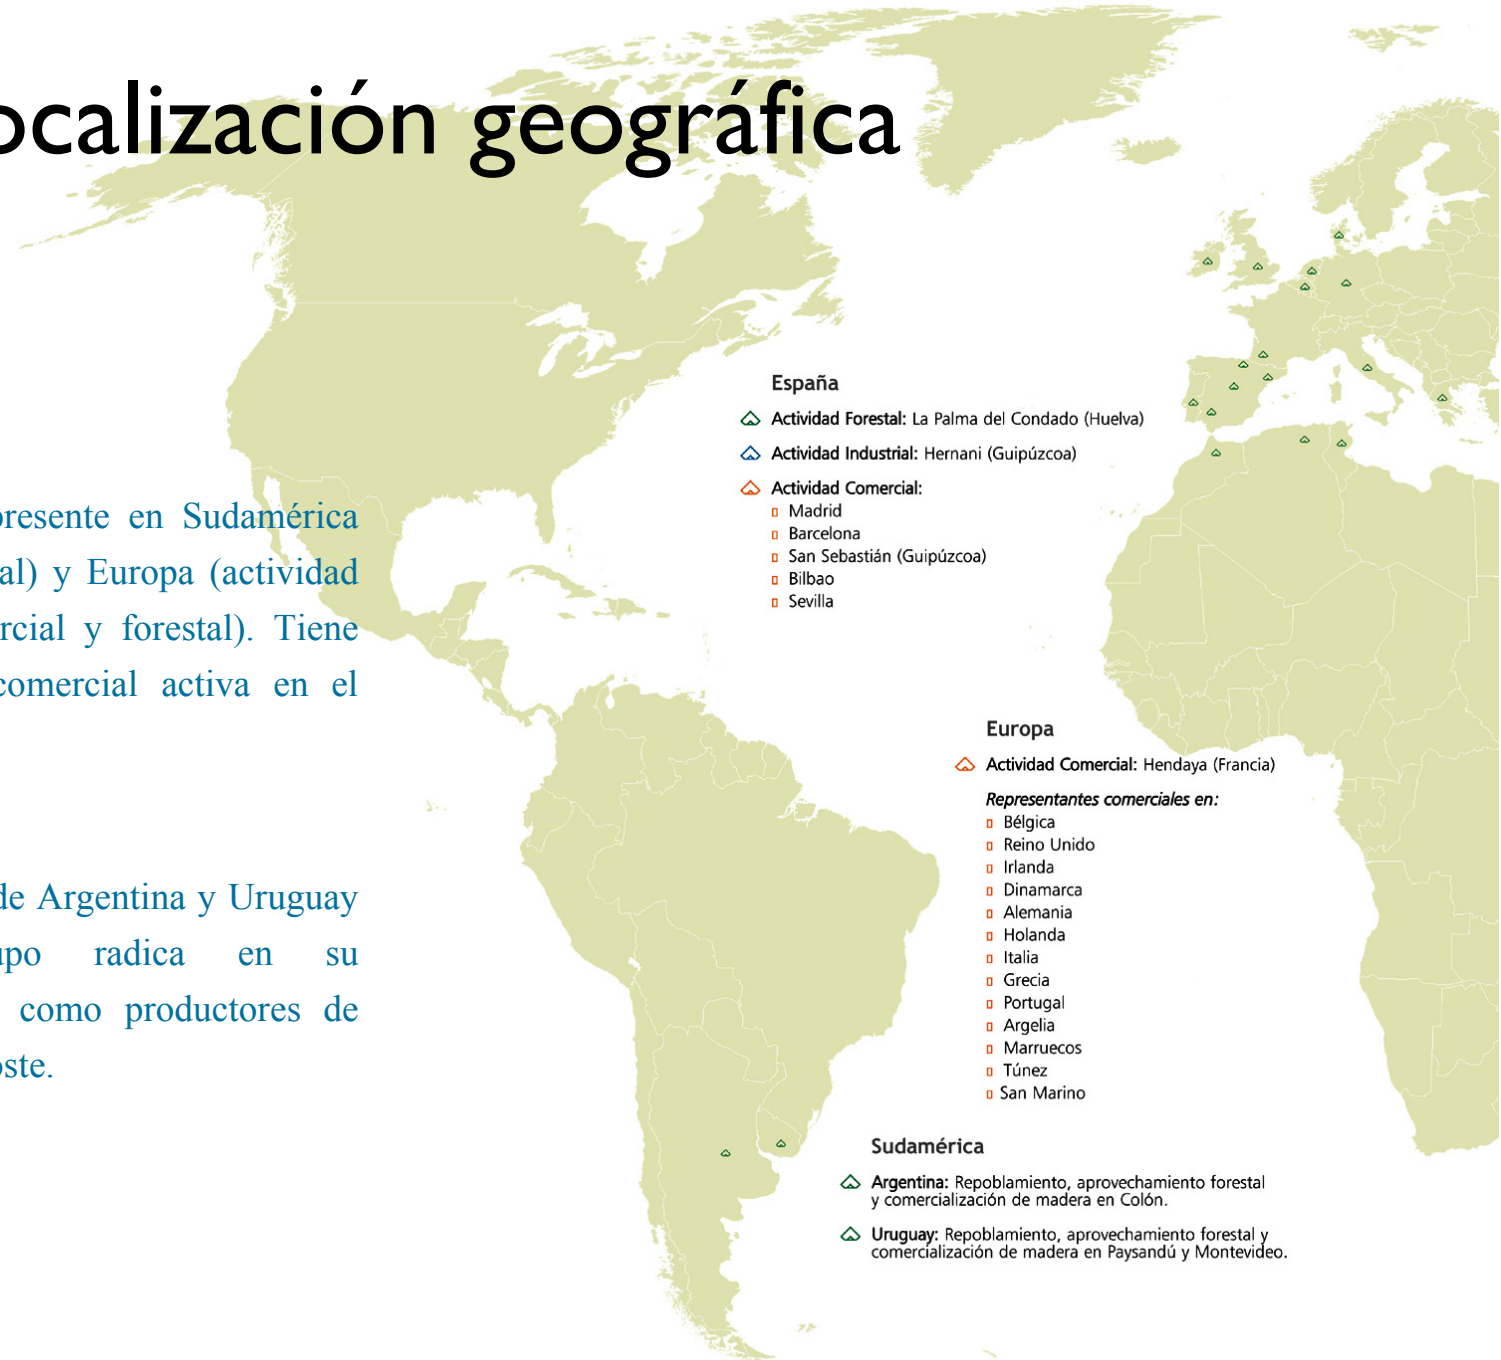 ocalización geográfica
España
Actividad Forestal: La Palma del Condado (Huelva)
Actividad Industrial: Hernani (Guipúzcoa)
Actividad Comercial:
Madrid
Barcelona
San Sebastián (Guipúzcoa)
Bilbao
Sevilla
presente en Sudamérica
al) y Europa (actividad
rcial y forestal). Tiene
comercial activa en el
de Argentina y Uruguay
upo radica en su
como productores de
oste.
Europa
Actividad Comercial: Hendaya (Francia)
Representantes comerciales en:
Bélgica
Reino Unido
Irlanda
Dinamarca
Alemania
Holanda
Italia
Grecia
Portugal
Argelia
Marruecos
Túnez
San Marino
Sudamérica
Argentina: Repoblamiento, aprovechamiento forestal
y comercialización de madera en Colón.
Uruguay: Repoblamiento, aprovechamiento forestal y
comercialización de madera en Paysandú y Montevideo.